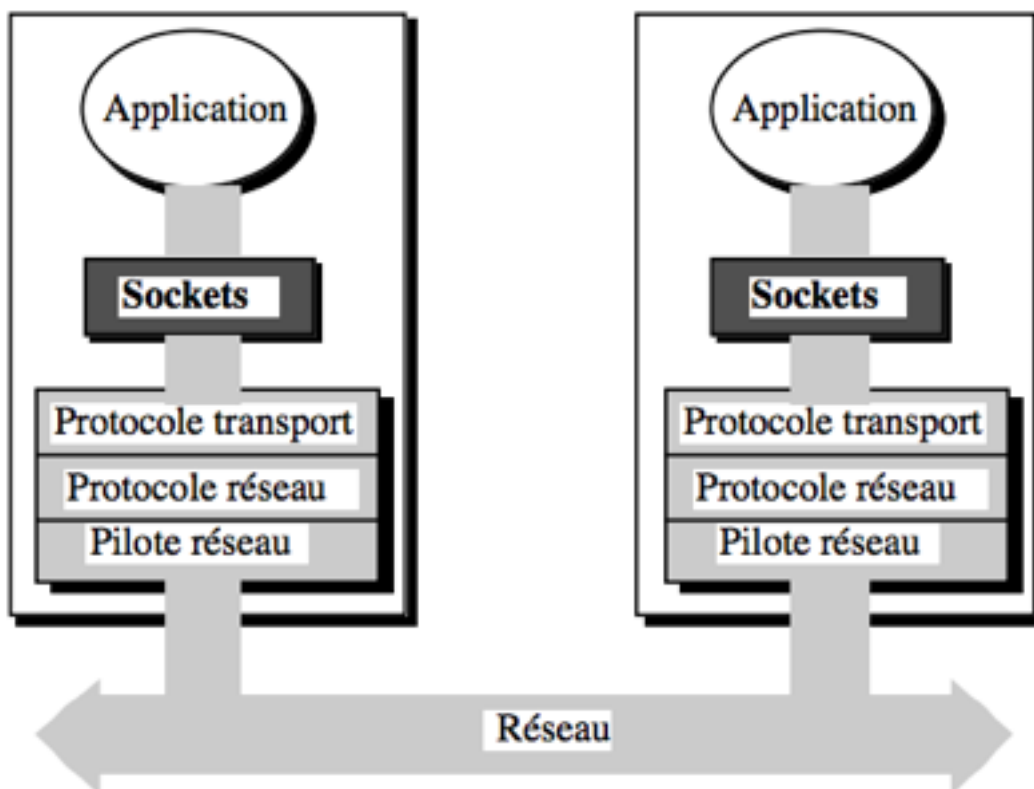 Application
Sockets
Protocole transport
Protocole réseau
Pilote réseau
Application
Sockets
Protocole transport
Protocole réseau
Pilote réseau
Réseau